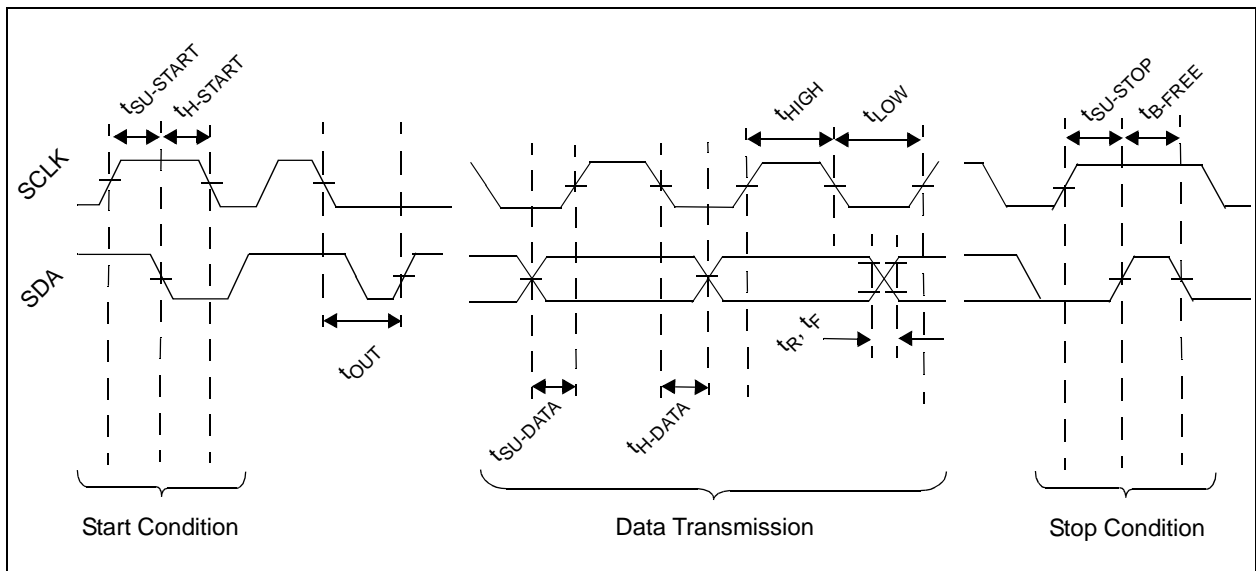 tSU-START
tH-START
tHIGH
tLOW
tSU-STOP
tB-FREE
SCLK
SDA
tOUT
tR, tF
tSU-DATA
tH-DATA
Start Condition
Data Transmission
Stop Condition